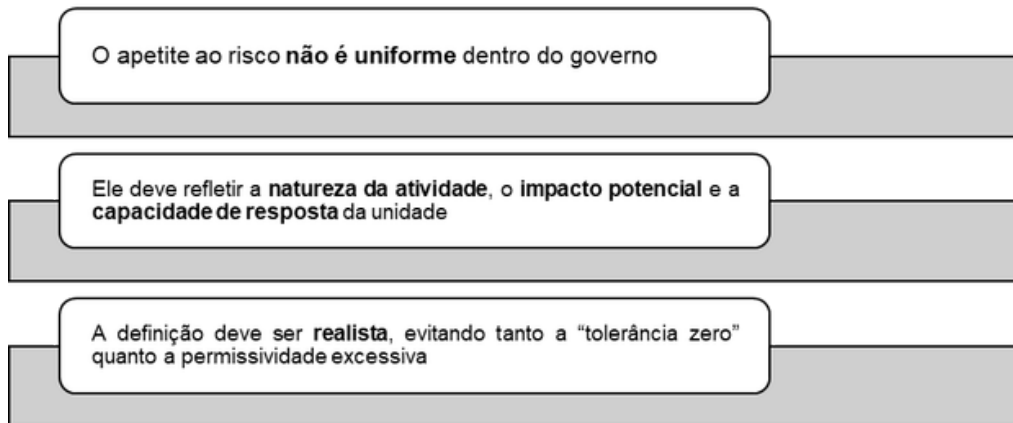 O apetite ao risco não é uniforme dentro do governo
Ele deve refletir a natureza da atividade, o impacto potencial e a
capacidade de resposta da unidade
A definição deve ser realista, evitando tanto a “tolerância zero”
quanto a permissividade excessiva